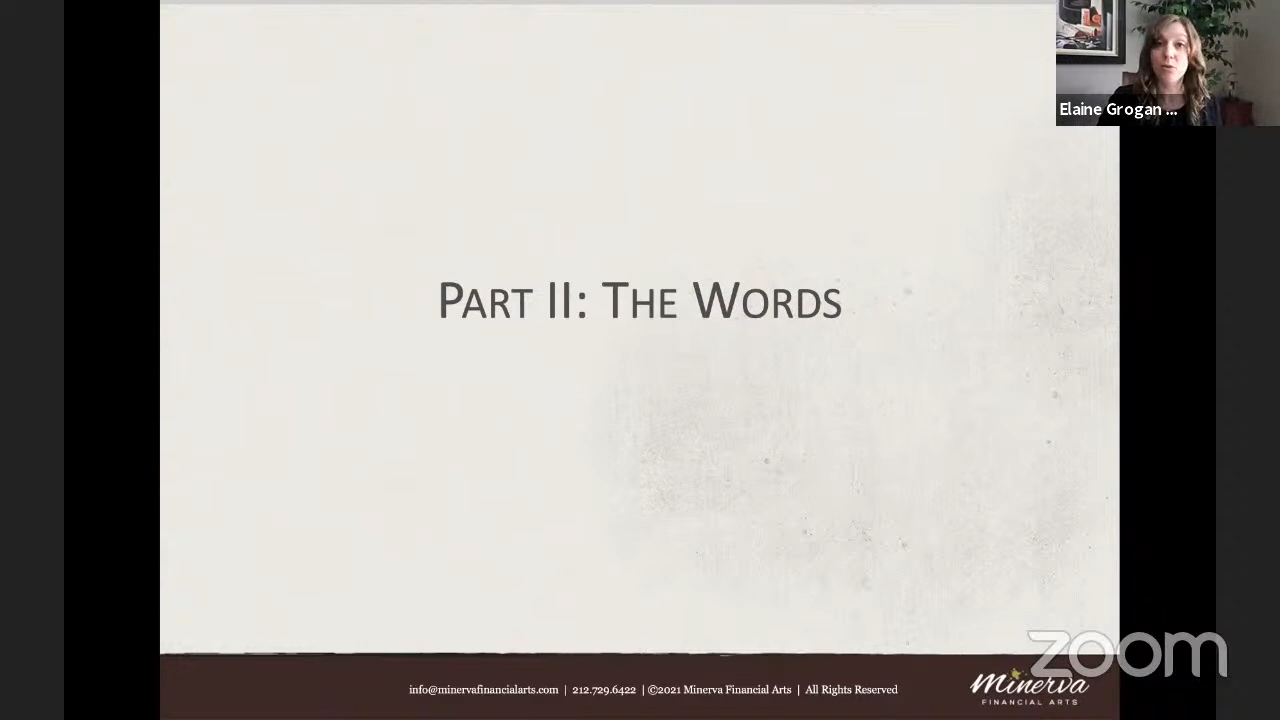 Elaine Grogan ...
PART II: THE WORDS
zoom
info@minervafinancialarts.com | 212.729.6422 | ©2021 Minerva Financial Arts | All Rights Reserved
Minerva
FINANCIAL ARTS